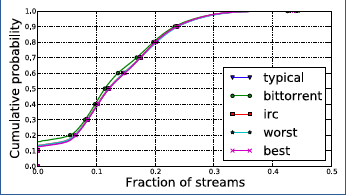 Cumulative probability
1.0
0.9
0.8
0.7
0.6
0.5
0.4
0.3
0.2
0.1
0.0
0.0 0.1 0.2 0.3 0.4 0.5
Fraction of streams
typical
bittorrent
irc
worst
best